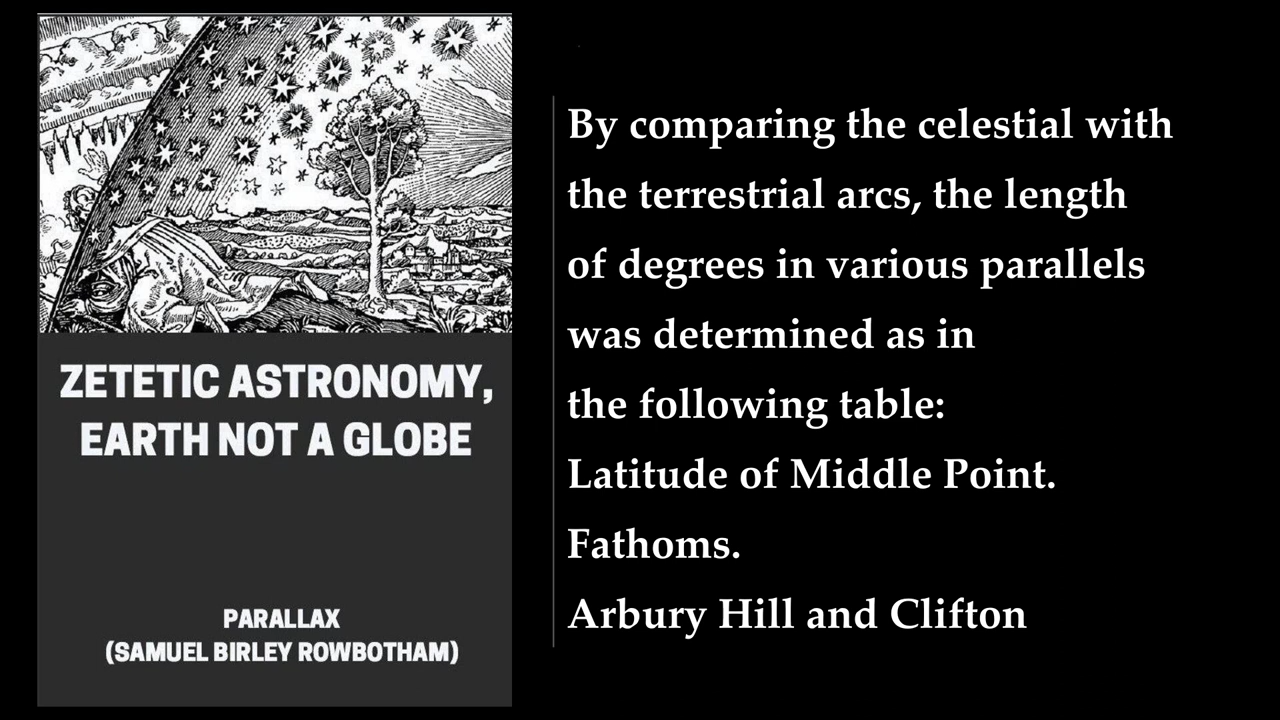 ZETETIC ASTRONOMY,
EARTH NOT A GLOBE
PARALLAX
(SAMUEL BIRLEY ROWBOTHAM)
By comparing the celestial with
the terrestrial arcs, the length
of degrees in various parallels
was determined as in
the following table:
Latitude of Middle Point.
Fathoms.
Arbury Hill and Clifton